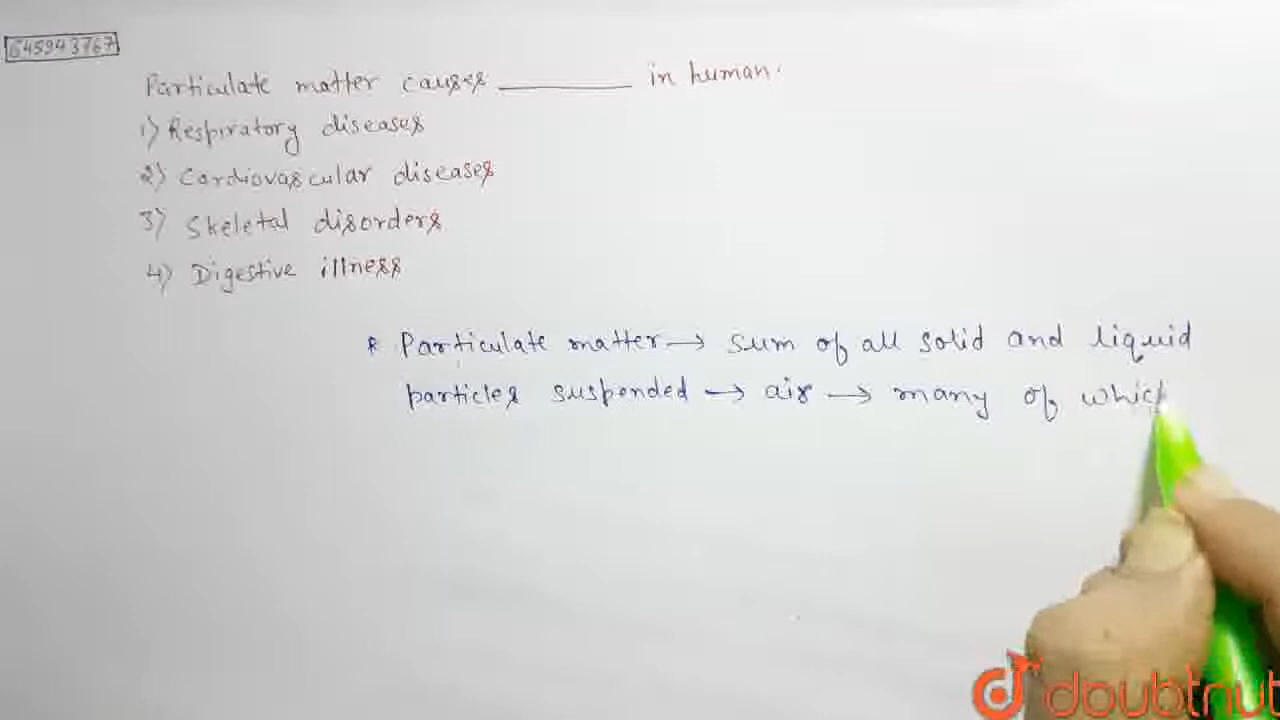 645943767
Particulate matter causes ________ in human.
1) Respiratory diseases
2) Cardiovascular diseases
3) Skeletal disorders
4) Digestive illness
* Particulate matter → sum of all solid and liquid
particles suspended → air → many of which
doubtnut